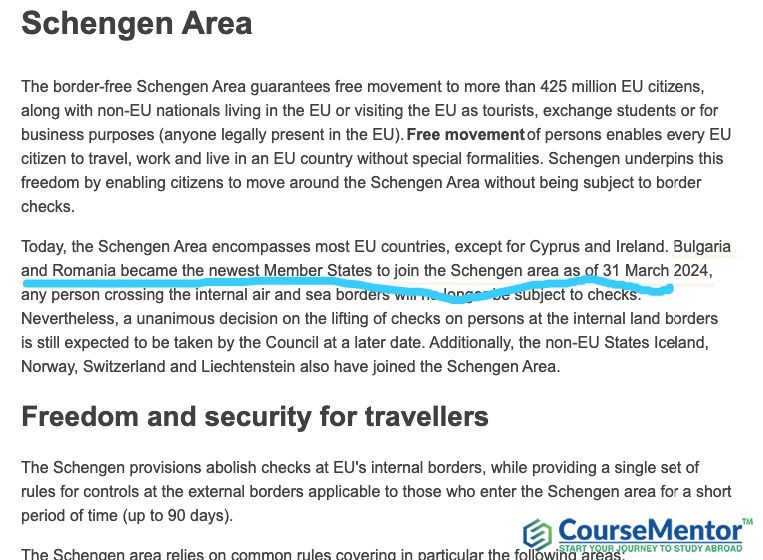 Schengen Area
The border-free Schengen Area guarantees free movement to more than 425 million EU citizens,
along with non-EU nationals living in the EU or visiting the EU as tourists, exchange students or for
business purposes (anyone legally present in the EU). Free movement of persons enables every EU
citizen to travel, work and live in an EU country without special formalities. Schengen underpins this
freedom by enabling citizens to move around the Schengen Area without being subject to border
checks.
Today, the Schengen Area encompasses most EU countries, except for Cyprus and Ireland. Bulgaria
and Romania became the newest Member States to join the Schengen area as of 31 March 2024,
any person crossing the internal air and sea borders will no longer be subject to checks.
Nevertheless, a unanimous decision on the lifting of checks on persons at the internal land borders
is still expected to be taken by the Council at a later date. Additionally, the non-EU States Iceland,
Norway, Switzerland and Liechtenstein also have joined the Schengen Area.
Freedom and security for travellers
The Schengen provisions abolish checks at EU's internal borders, while providing a single set of
rules for controls at the external borders applicable to those who enter the Schengen area for a short
period of time (up to 90 days).
The Schengen area relies on common rules covering in particular the following areas:
CourseMentor™
START YOUR JOURNEY TO STUDY ABROAD